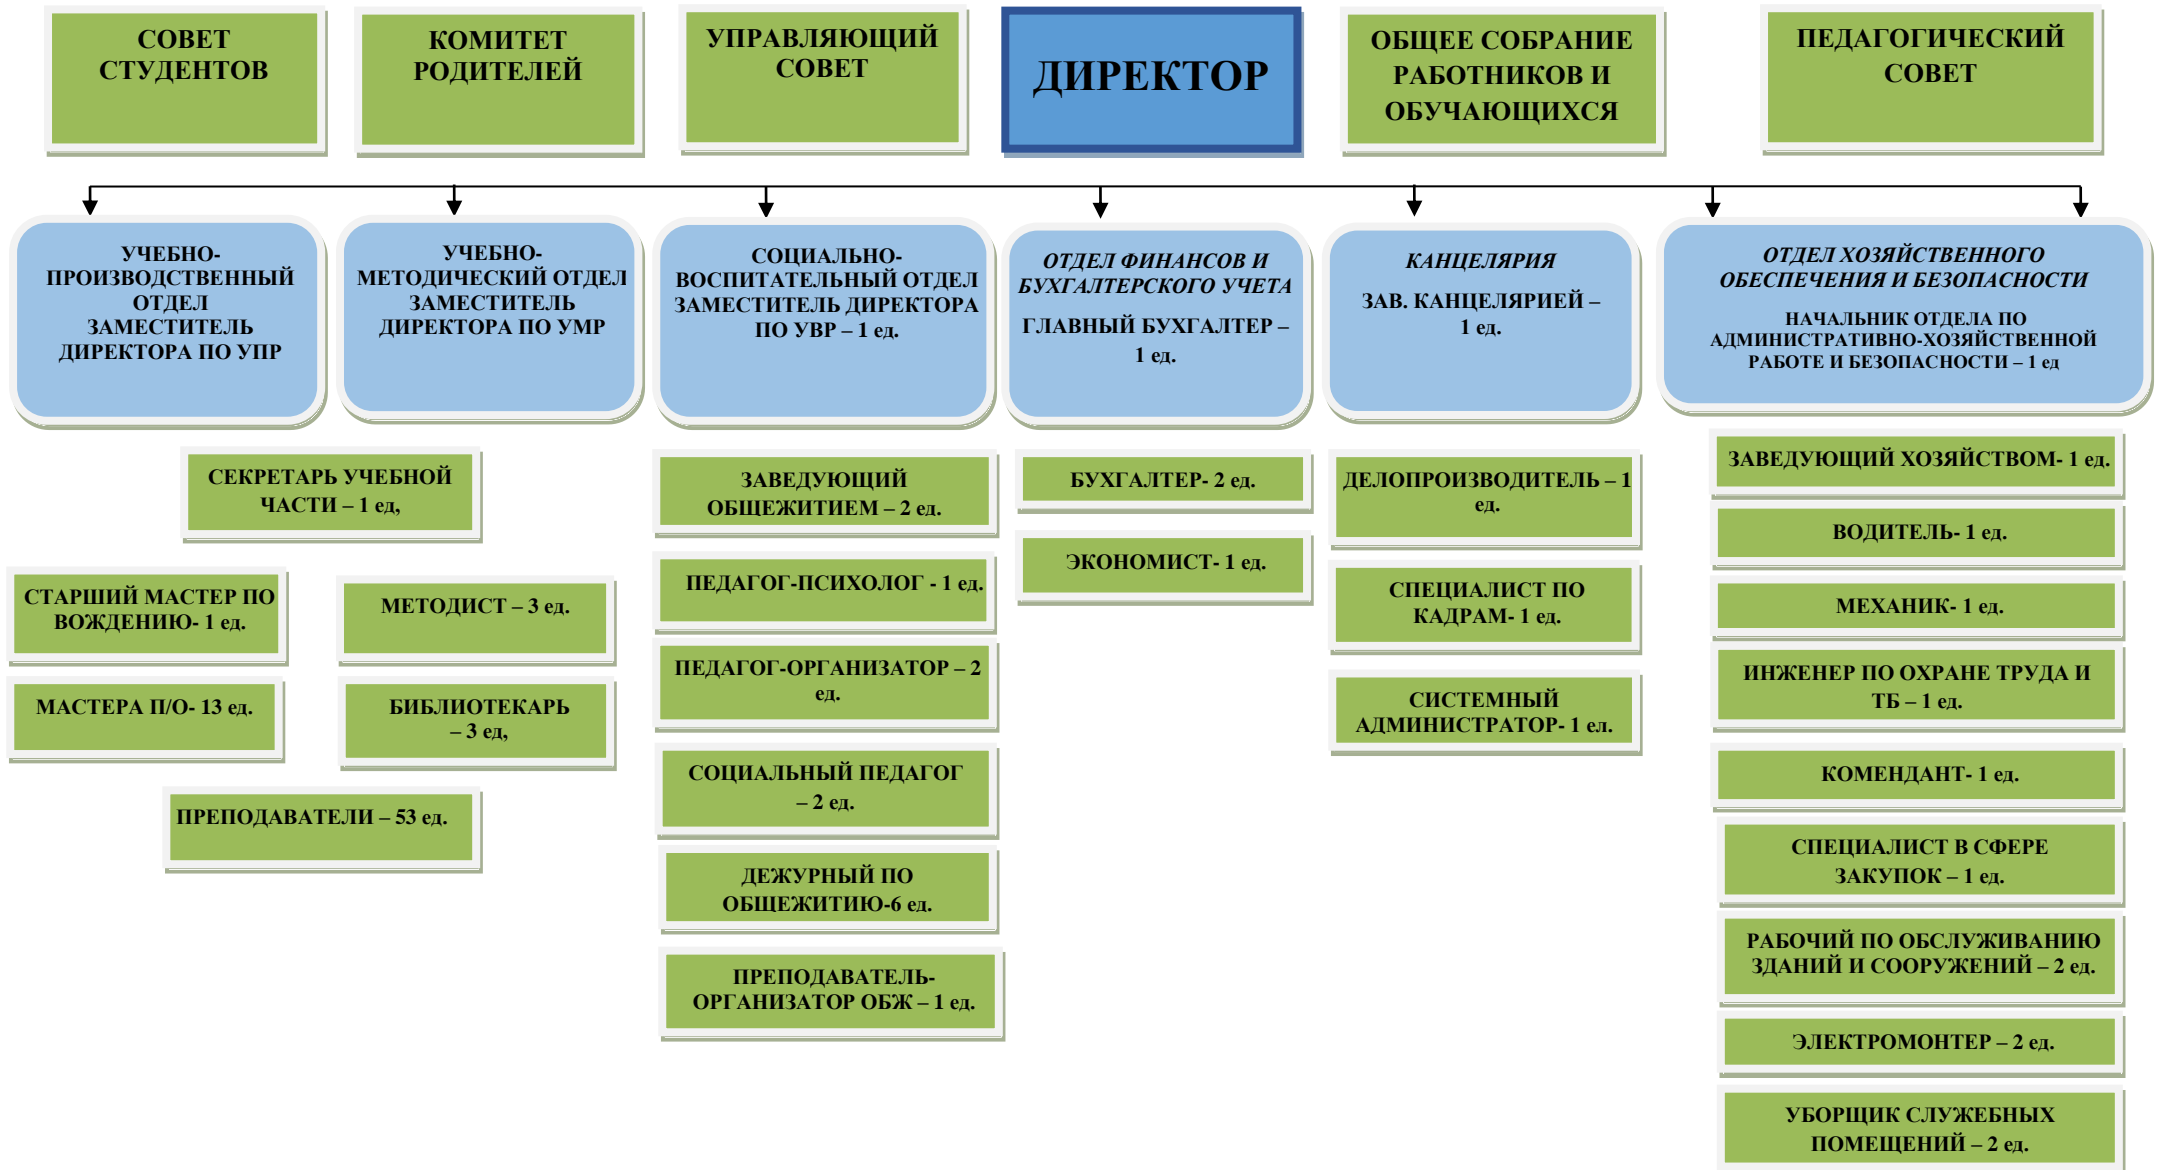 СОВЕТ
СТУДЕНТОВ
КОМИТЕТ
РОДИТЕЛЕЙ
УПРАВЛЯЮЩИЙ
СОВЕТ
ДИРЕКТОР
ОБЩЕЕ СОБРАНИЕ
РАБОТНИКОВ И
ОБУЧАЮЩИХСЯ
ПЕДАГОГИЧЕСКИЙ
СОВЕТ
УЧЕБНО-
ПРОИЗВОДСТВЕННЫЙ
ОТДЕЛ
ЗАМЕСТИТЕЛЬ
ДИРЕКТОРА ПО УПР
УЧЕБНО-
МЕТОДИЧЕСКИЙ ОТДЕЛ
ЗАМЕСТИТЕЛЬ
ДИРЕКТОРА ПО УМР
СОЦИАЛЬНО-
ВОСПИТАТЕЛЬНЫЙ ОТДЕЛ
ЗАМЕСТИТЕЛЬ ДИРЕКТОРА
ПО УВР – 1 ед.
ОТДЕЛ ФИНАНСОВ И
БУХГАЛТЕРСКОГО УЧЕТА
ГЛАВНЫЙ БУХГАЛТЕР –
1 ед.
КАНЦЕЛЯРИЯ
ЗАВ. КАНЦЕЛЯРИЕЙ –
1 ед.
ОТДЕЛ ХОЗЯЙСТВЕННОГО
ОБЕСПЕЧЕНИЯ И БЕЗОПАСНОСТИ
НАЧАЛЬНИК ОТДЕЛА ПО
АДМИНИСТРАТИВНО-ХОЗЯЙСТВЕННОЙ
РАБОТЕ И БЕЗОПАСНОСТИ – 1 ед
СЕКРЕТАРЬ УЧЕБНОЙ
ЧАСТИ – 1 ед,
СТАРШИЙ МАСТЕР ПО
ВОЖДЕНИЮ- 1 ед.
МЕТОДИСТ – 3 ед.
МАСТЕРА П/О- 13 ед.
БИБЛИОТЕКАРЬ
– 3 ед,
ПРЕПОДАВАТЕЛИ – 53 ед.
ЗАВЕДУЮЩИЙ
ОБЩЕЖИТИЕМ – 2 ед.
ПЕДАГОГ-ПСИХОЛОГ - 1 ед.
ПЕДАГОГ-ОРГАНИЗАТОР – 2
ед.
СОЦИАЛЬНЫЙ ПЕДАГОГ
– 2 ед.
ДЕЖУРНЫЙ ПО
ОБЩЕЖИТИЮ-6 ед.
ПРЕПОДАВАТЕЛЬ-
ОРГАНИЗАТОР ОБЖ – 1 ед.
БУХГАЛТЕР- 2 ед.
ЭКОНОМИСТ- 1 ед.
ДЕЛОПРОИЗВОДИТЕЛЬ – 1
ед.
СПЕЦИАЛИСТ ПО
КАДРАМ- 1 ед.
СИСТЕМНЫЙ
АДМИНИСТРАТОР- 1 ел.
ЗАВЕДУЮЩИЙ ХОЗЯЙСТВОМ- 1 ед.
ВОДИТЕЛЬ- 1 ед.
МЕХАНИК- 1 ед.
ИНЖЕНЕР ПО ОХРАНЕ ТРУДА И
ТБ – 1 ед.
КОМЕНДАНТ- 1 ед.
СПЕЦИАЛИСТ В СФЕРЕ
ЗАКУПОК – 1 ед.
РАБОЧИЙ ПО ОБСЛУЖИВАНИЮ
ЗДАНИЙ И СООРУЖЕНИЙ – 2 ед.
ЭЛЕКТРОМОНТЕР – 2 ед.
УБОРЩИК СЛУЖЕБНЫХ
ПОМЕЩЕНИЙ – 2 ед.